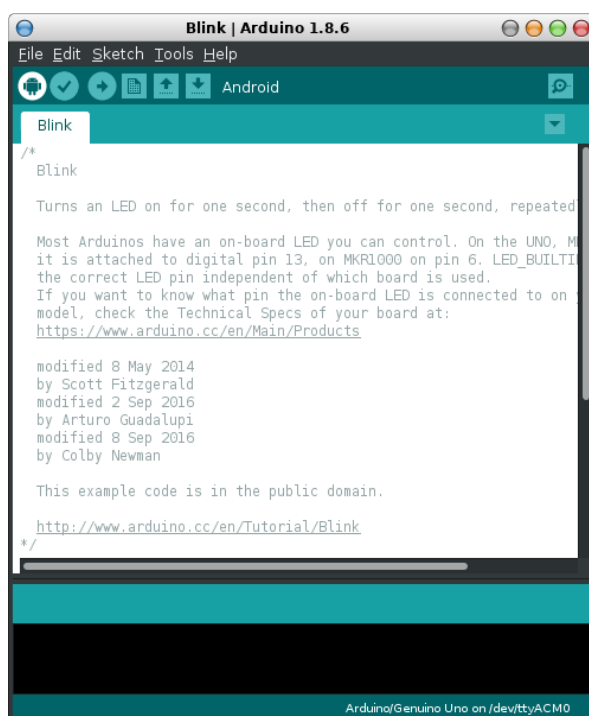 Blink | Arduino 1.8.6
File Edit Sketch Tools Help
Android
Blink
/*
Blink
Turns an LED on for one second, then off for one second,
Most Arduinos have an on-board LED you can control. On the UNO,
it is attached to digital pin 13, on MKR1000 on pin 6.
the correct LED pin independent of which board is used.
If you want to know what pin the on-board LED is connected to on
model, check the Technical Specs of your board at:
https://www.arduino.cc/en/Main/Products
modified 8 May 2014
by Scott Fitzgerald
modified 2 Sep 2016
by Arturo Guadalupi
modified 8 Sep 2016
by Colby Newman
This example code is in the public domain.
http://www.arduino.cc/en/Tutorial/Blink
*/
Arduino/Genuino Uno on /dev/ttyACM0